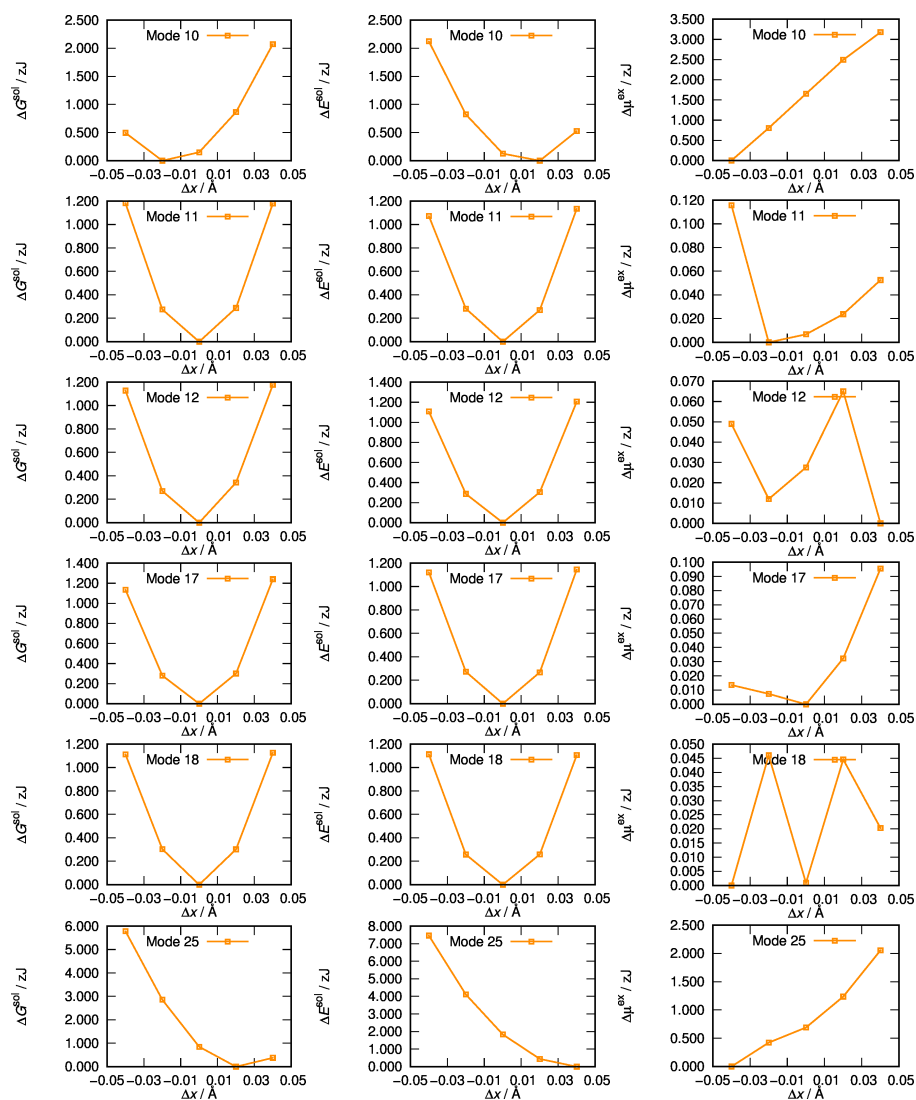 ΔG^sol / zJ
2.500
2.000
1.500
1.000
0.500
0.000
Mode 10
−0.05 −0.03 −0.01 0.01 0.03 0.05
Δx / Å
ΔE^sol / zJ
2.500
2.000
1.500
1.000
0.500
0.000
Mode 10
−0.05 −0.03 −0.01 0.01 0.03 0.05
Δx / Å
Δμ^ex / zJ
3.500
3.000
2.500
2.000
1.500
1.000
0.500
0.000
Mode 10
−0.05 −0.03 −0.01 0.01 0.03 0.05
Δx / Å
ΔG^sol / zJ
1.200
1.000
0.800
0.600
0.400
0.200
0.000
Mode 11
−0.05 −0.03 −0.01 0.01 0.03 0.05
Δx / Å
ΔE^sol / zJ
1.200
1.000
0.800
0.600
0.400
0.200
0.000
Mode 11
−0.05 −0.03 −0.01 0.01 0.03 0.05
Δx / Å
Δμ^ex / zJ
0.120
0.100
0.080
0.060
0.040
0.020
0.000
Mode 11
−0.05 −0.03 −0.01 0.01 0.03 0.05
Δx / Å
ΔG^sol / zJ
1.200
1.000
0.800
0.600
0.400
0.200
0.000
Mode 12
−0.05 −0.03 −0.01 0.01 0.03 0.05
Δx / Å
ΔE^sol / zJ
1.400
1.200
1.000
0.800
0.600
0.400
0.200
0.000
Mode 12
−0.05 −0.03 −0.01 0.01 0.03 0.05
Δx / Å
Δμ^ex / zJ
0.070
0.060
0.050
0.040
0.030
0.020
0.010
0.000
Mode 12
−0.05 −0.03 −0.01 0.01 0.03 0.05
Δx / Å
ΔG^sol / zJ
1.400
1.200
1.000
0.800
0.600
0.400
0.200
0.000
Mode 17
−0.05 −0.03 −0.01 0.01 0.03 0.05
Δx / Å
ΔE^sol / zJ
1.200
1.000
0.800
0.600
0.400
0.200
0.000
Mode 17
−0.05 −0.03 −0.01 0.01 0.03 0.05
Δx / Å
Δμ^ex / zJ
0.100
0.090
0.080
0.070
0.060
0.050
0.040
0.030
0.020
0.010
0.000
Mode 17
−0.05 −0.03 −0.01 0.01 0.03 0.05
Δx / Å
ΔG^sol / zJ
1.200
1.000
0.800
0.600
0.400
0.200
0.000
Mode 18
−0.05 −0.03 −0.01 0.01 0.03 0.05
Δx / Å
ΔE^sol / zJ
1.200
1.000
0.800
0.600
0.400
0.200
0.000
Mode 18
−0.05 −0.03 −0.01 0.01 0.03 0.05
Δx / Å
Δμ^ex / zJ
0.050
0.045
0.040
0.035
0.030
0.025
0.020
0.015
0.010
0.005
0.000
Mode 18
−0.05 −0.03 −0.01 0.01 0.03 0.05
Δx / Å
ΔG^sol / zJ
6.000
5.000
4.000
3.000
2.000
1.000
0.000
Mode 25
−0.05 −0.03 −0.01 0.01 0.03 0.05
Δx / Å
ΔE^sol / zJ
8.000
7.000
6.000
5.000
4.000
3.000
2.000
1.000
0.000
Mode 25
−0.05 −0.03 −0.01 0.01 0.03 0.05
Δx / Å
Δμ^ex / zJ
2.500
2.000
1.500
1.000
0.500
0.000
Mode 25
−0.05 −0.03 −0.01 0.01 0.03 0.05
Δx / Å